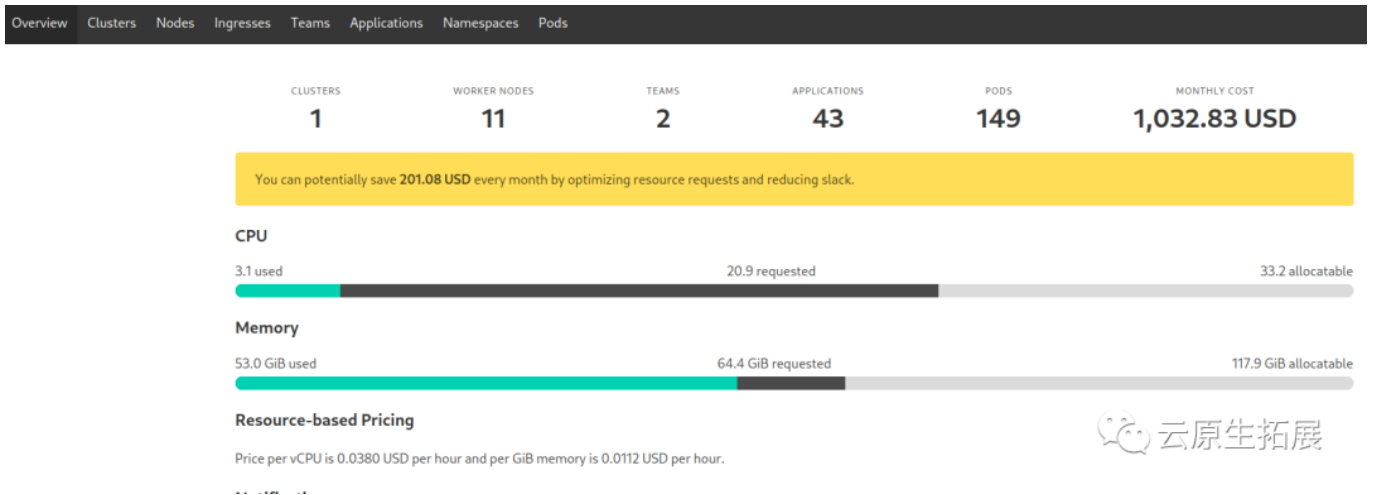 Overview Clusters Nodes Ingresses Teams Applications Namespaces Pods
CLUSTERS WORKER NODES TEAMS APPLICATIONS PODS MONTHLY COST
1 11 2 43 149 1,032.83 USD
You can potentially save 201.08 USD every month by optimizing resource requests and reducing slack.
CPU
3.1 used 20.9 requested 33.2 allocatable
Memory
53.0 GiB used 64.4 GiB requested 117.9 GiB allocatable
Resource-based Pricing
云原生拓展
Price per vCPU is 0.0380 USD per hour and per GiB memory is 0.0112 USD per hour.